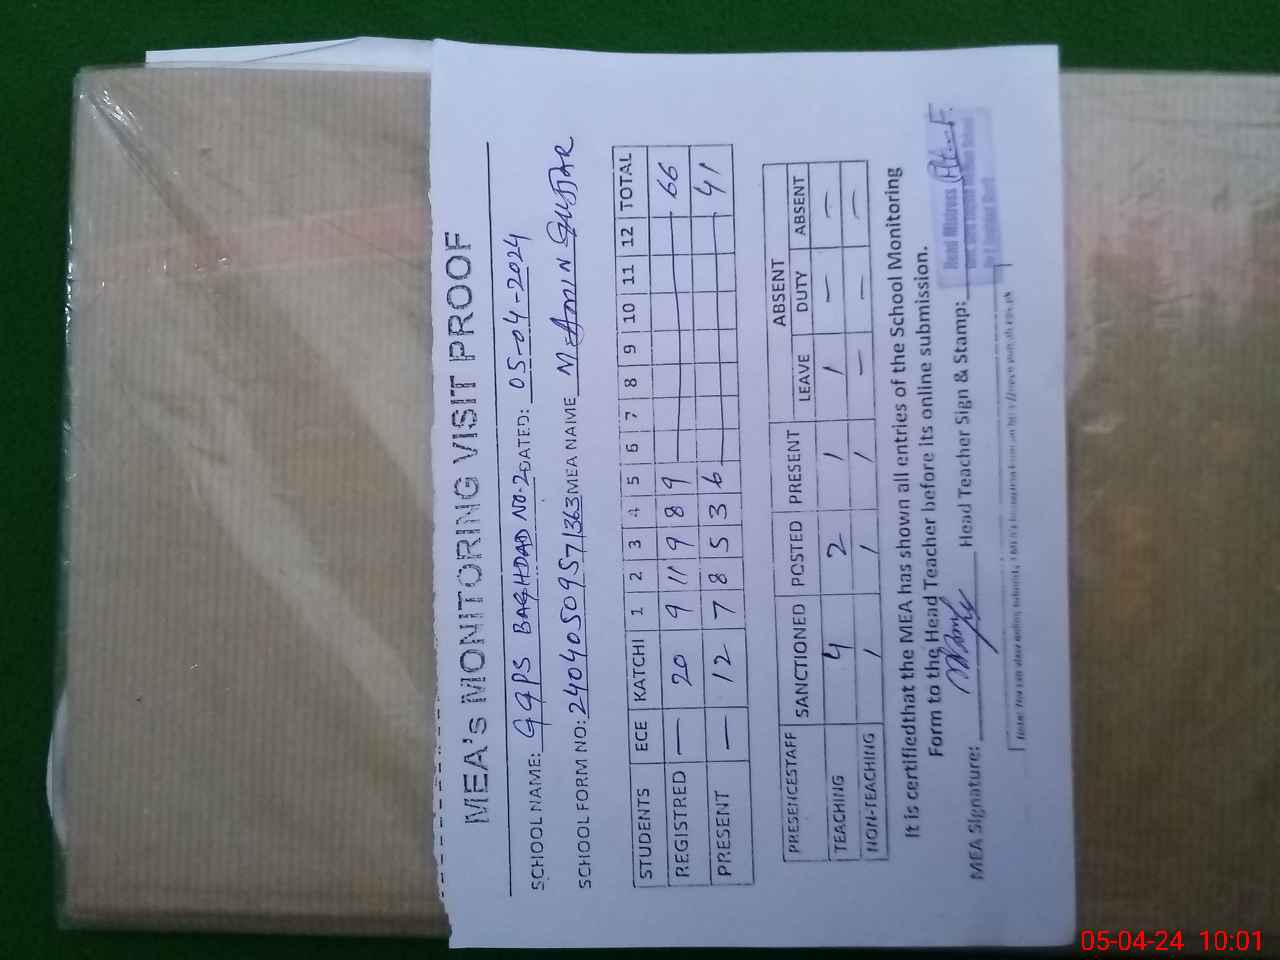 MEA's MONITORING VISIT PROOF
SCHOOL NAME: GGPS BAGHDAD NO.2 DATED: 05-04-2024
SCHOOL FORM NO: 24040509571363 MEA NAME M. AMIN GUJJAR
STUDENTS ECE KATCHI 1 2 3 4 5 6 7 8 9 10 11 12 TOTAL
REGISTRED — 20 9 11 9 8 9 66
PRESENT — 12 7 8 5 3 6 41
PRESENCESTAFF SANCTIONED POSTED PRESENT ABSENT
LEAVE DUTY ABSENT
TEACHING 4 2 1 1 — —
NON-TEACHING 1 1 1 — — —
It is certifiedthat the MEA has shown all entries of the School Monitoring
Form to the Head Teacher before its online submission.
MEA Signature: Head Teacher Sign & Stamp:
Head Mistress
05-04-24 10:01